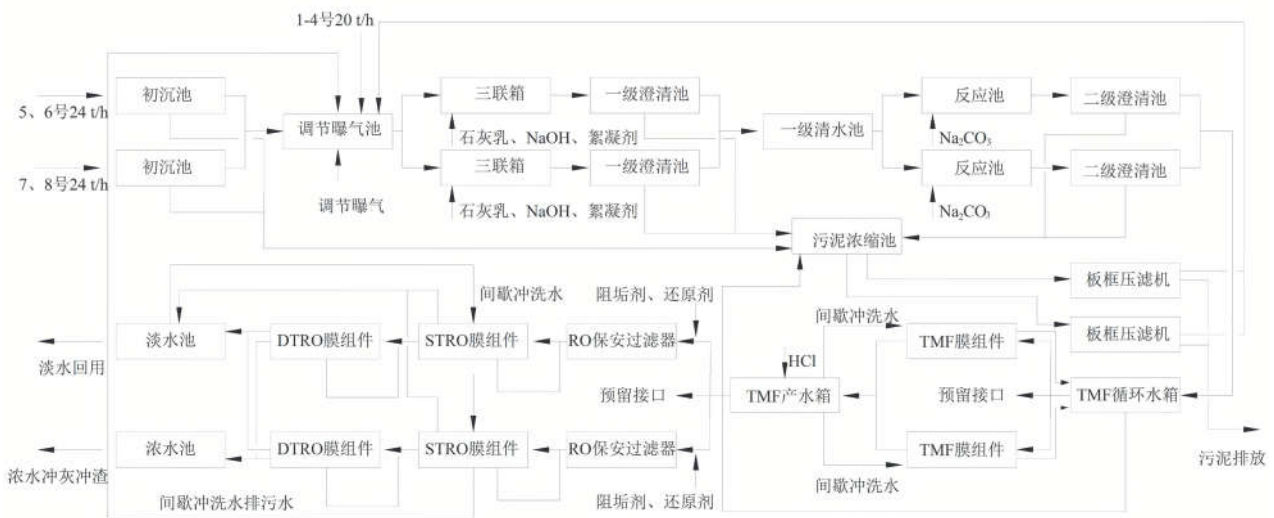 1-4号20 t/h
初沉池
三联箱
一级澄清池
反应池
二级澄清池
5、6号24 t/h
调节曝气池
石灰乳、NaOH、絮凝剂
一级清水池
Na₂CO₃
初沉池
三联箱
一级澄清池
反应池
二级澄清池
7、8号24 t/h
调节曝气
石灰乳、NaOH、絮凝剂
Na₂CO₃
污泥浓缩池
板框压滤机
间歇冲洗水
阻垢剂、还原剂
间歇冲洗水
淡水池
DTRO膜组件
STRO膜组件
RO保安过滤器
TMF膜组件
板框压滤机
淡水回用
HCl
预留接口
TMF产水箱
预留接口
TMF循环水箱
浓水池
DTRO膜组件
STRO膜组件
RO保安过滤器
TMF膜组件
污泥排放
浓水冲灰冲渣
间歇冲洗水
间歇冲洗水排污水
阻垢剂、还原剂